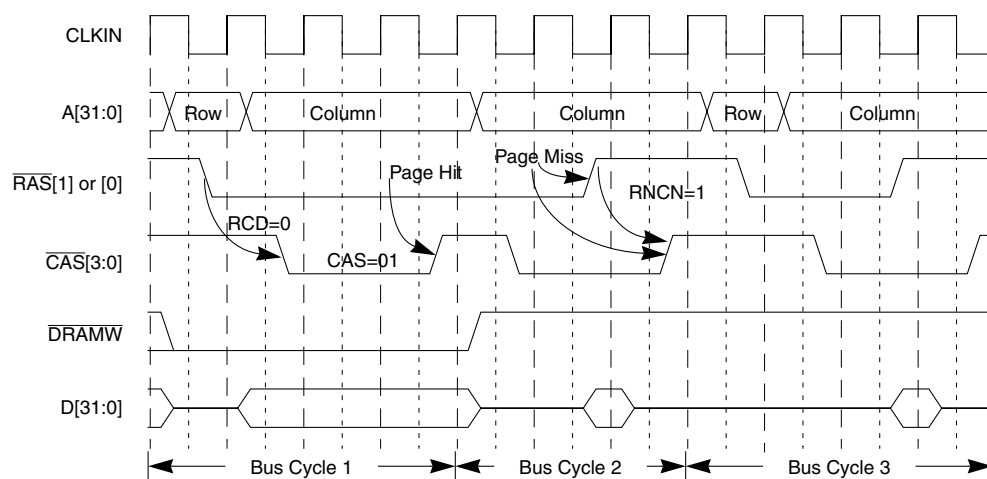 CLKIN
A[31:0]
Row
Column
Column
Row
Column
RAS[1] or [0]
Page Hit
Page Miss
RNCN=1
RCD=0
CAS[3:0]
CAS=01
DRAMW
D[31:0]
Bus Cycle 1
Bus Cycle 2
Bus Cycle 3